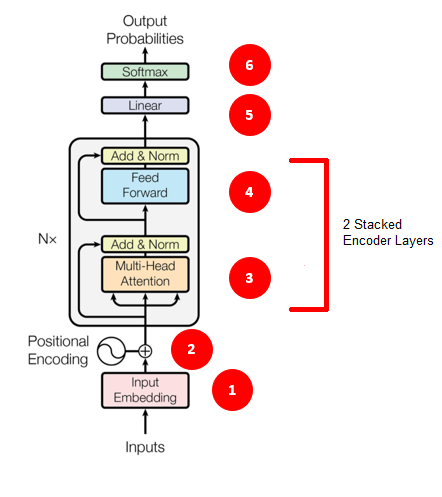 Output
Probabilities
Softmax
6
Linear
5
Add & Norm
Feed
Forward
4
2 Stacked
Encoder Layers
Nx
Add & Norm
Multi-Head
Attention
3
Positional
Encoding
2
Input
Embedding
1
Inputs